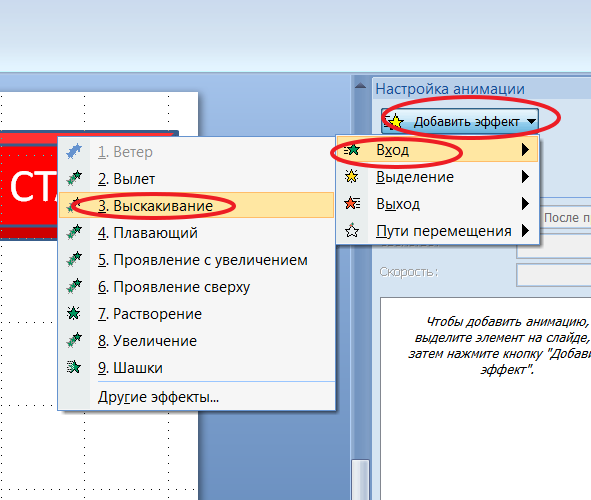 Настройка анимации
Добавить эффект
Вход
Выделение
Выход
Пути перемещения
1. Ветер
2. Вылет
3. Выскакивание
4. Плавающий
5. Проявление с увеличением
6. Проявление сверху
7. Растворение
8. Увеличение
9. Шашки
Другие эффекты...
СТА
После п
Скорость:
Чтобы добавить анимацию,
выделите элемент на слайде,
затем нажмите кнопку "Добави
эффект".